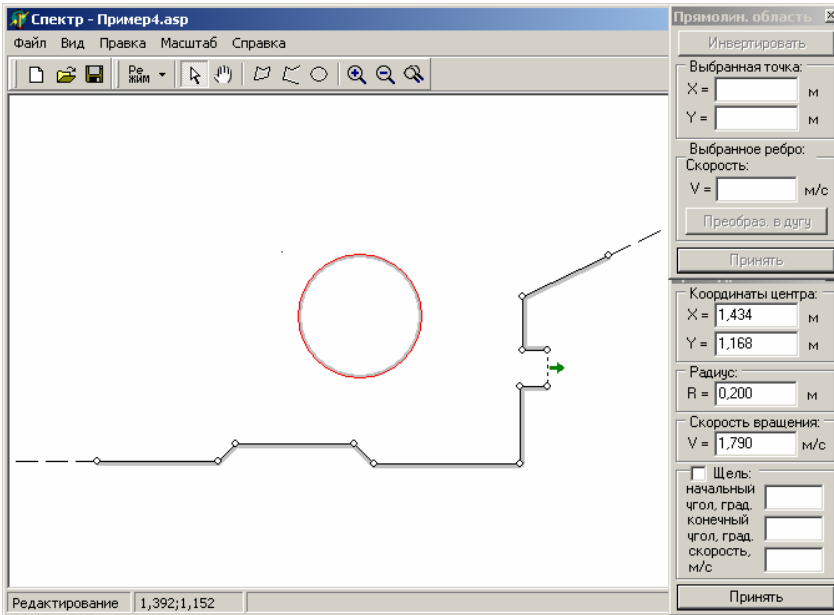 Спектр - Пример4.asp
Файл Вид Правка Масштаб Справка
Ре
жим
Редактирование 1,392;1,152
Прямолин. область
Инвертировать
Выбранная точка:
X = м
Y = м
Выбранное ребро:
Скорость:
V = м/с
Преобраз. в дугу
Принять
Координаты центра:
X = 1,434 м
Y = 1,168 м
Радиус:
R = 0,200 м
Скорость вращения:
V = 1,790 м/с
Щель:
начальный
угол, град.
конечный
угол, град.
скорость,
м/с
Принять